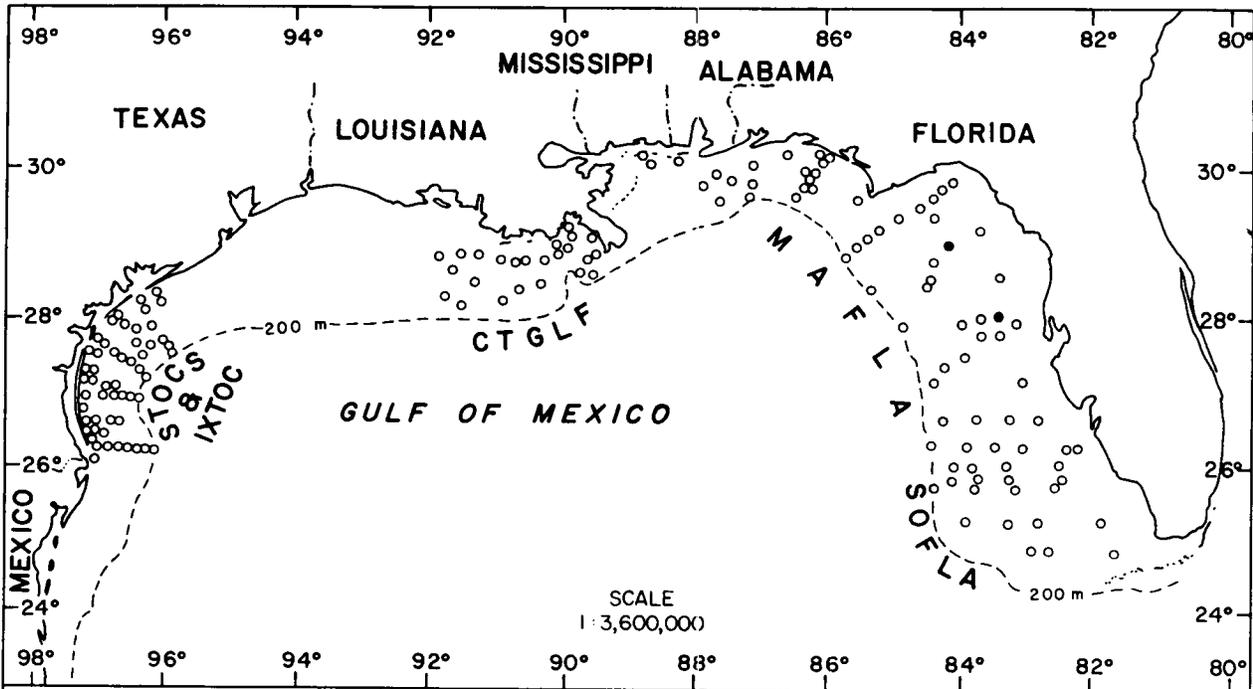 98° 96° 94° 92° 90° 88° 86° 84° 82° 80°
MISSISSIPPI ALABAMA
TEXAS LOUISIANA FLORIDA
30° 30°
MAFLA
28° 200 m CTGLF 28°
STOCS & IXTOC
GULF OF MEXICO
26° 26°
SOFLA
MEXICO
200 m
SCALE
1:3,600,000
24° 24°
98° 96° 94° 92° 90° 88° 86° 84° 82° 80°